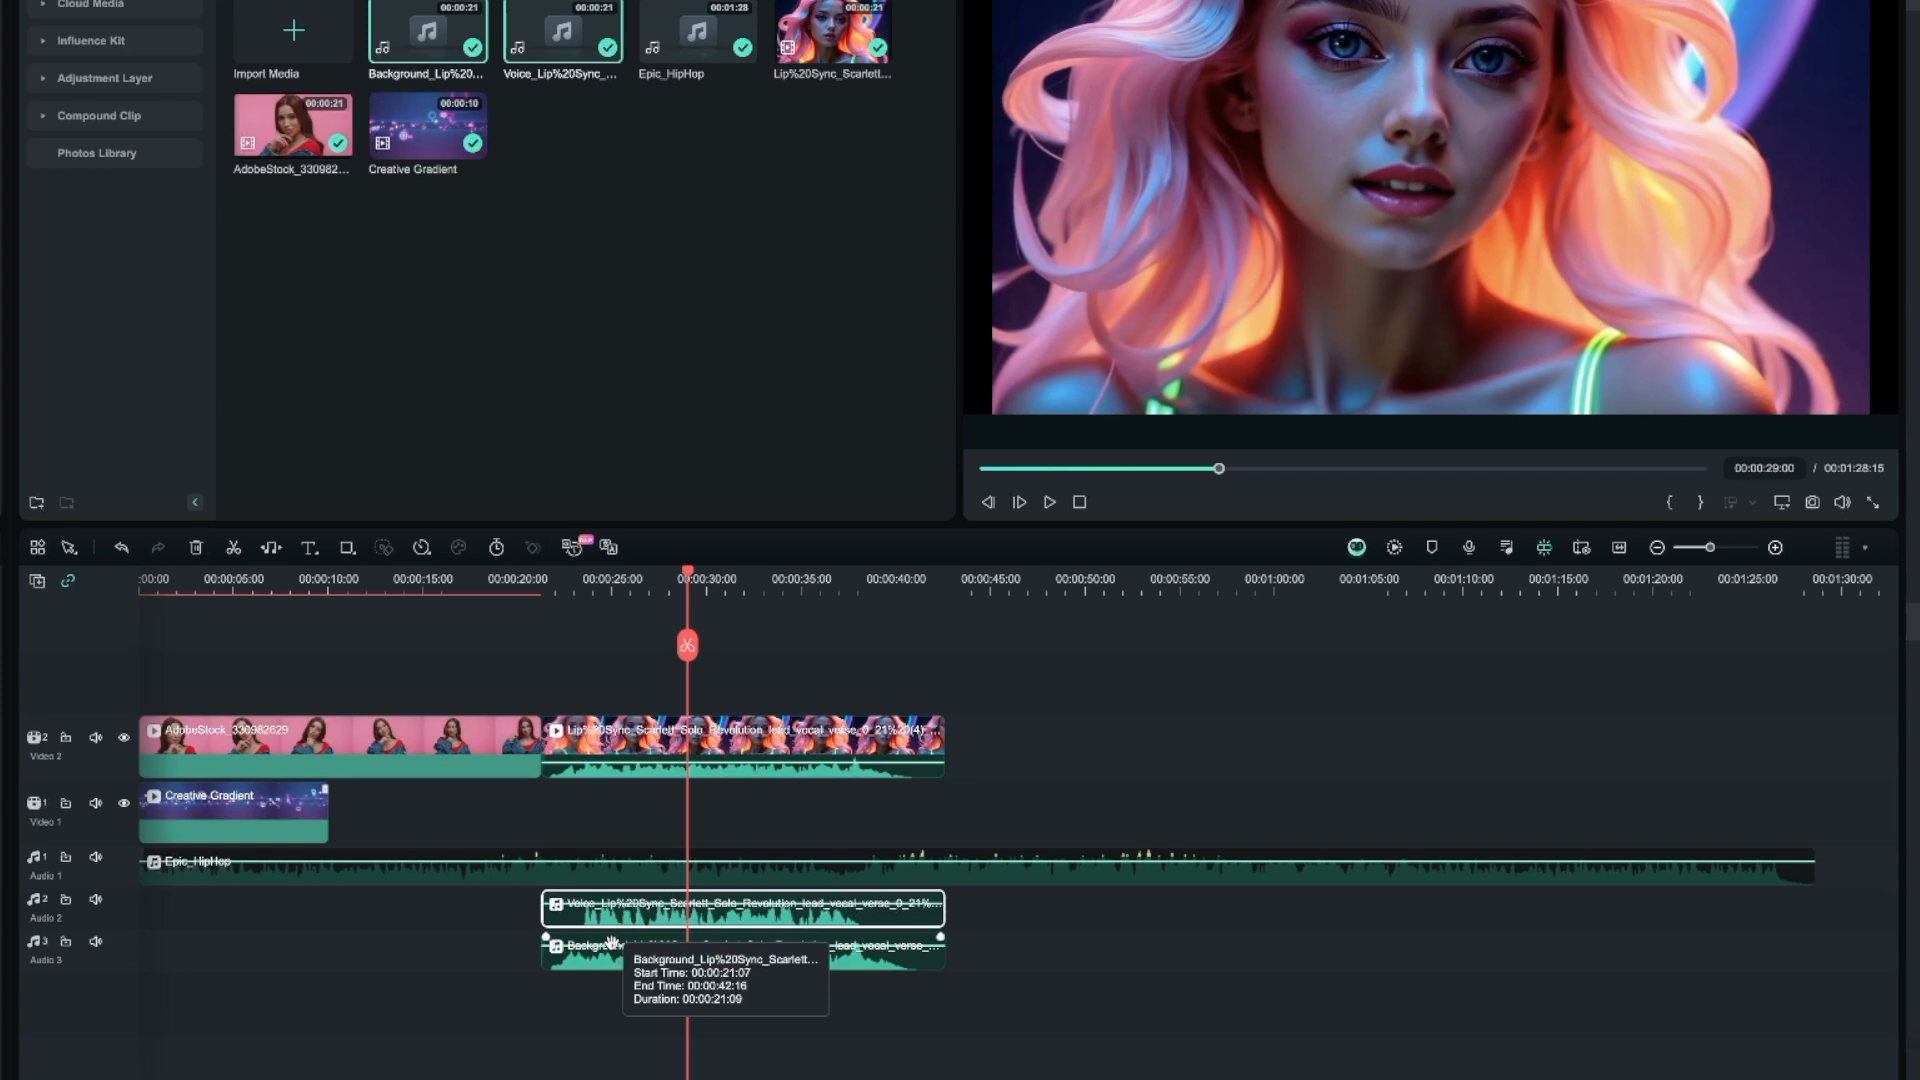 Cloud Media
Influence Kit
Adjustment Layer
Compound Clip
Photos Library
00:00:21
00:00:21
00:01:28
00:00:21
Import Media
Background_Lip%20...
Voice_Lip%20Sync_...
Epic_HipHop
Lip%20Sync_Scarlett...
00:00:21
00:00:10
AdobeStock_330982...
Creative Gradient
00:00:29:00 / 00:01:28:15
:00:00
00:00:05:00
00:00:10:00
00:00:15:00
00:00:20:00
00:00:25:00
00:00:30:00
00:00:35:00
00:00:40:00
00:00:45:00
00:00:50:00
00:00:55:00
00:01:00:00
00:01:05:00
00:01:10:00
00:01:15:00
00:01:20:00
00:01:25:00
00:01:30:00
2
Video 2
AdobeStock_330982629
Lip%20Sync_Scarlett_Solo_Revolution_lead_vocal_verse_0_21%20(4)_...
1
Video 1
Creative Gradient
1
Audio 1
Epic_HipHop
2
Audio 2
Voice_Lip%20Sync_Scarlett_Solo_Revolution_lead_vocal_verse_0_21%...
3
Audio 3
_lead_vocal_verse_...
Background_Lip%20Sync_Scarlett...
Start Time: 00:00:21:07
End Time: 00:00:42:16
Duration: 00:00:21:09